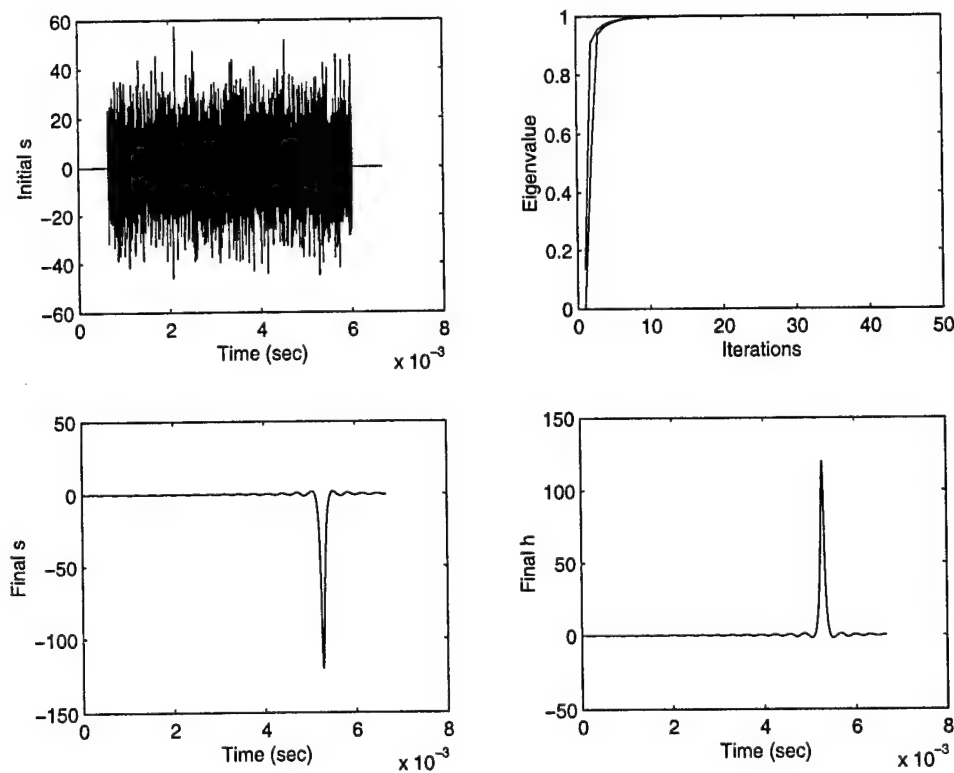 60
40
20
0
−20
−40
−60
Initial s
0 2 4 6 8
Time (sec)
x 10−3
1
0.8
0.6
0.4
0.2
0
Eigenvalue
0 10 20 30 40 50
Iterations
50
0
−50
−100
−150
Final s
0 2 4 6 8
Time (sec)
x 10−3
150
100
50
0
−50
Final h
0 2 4 6 8
Time (sec)
x 10−3